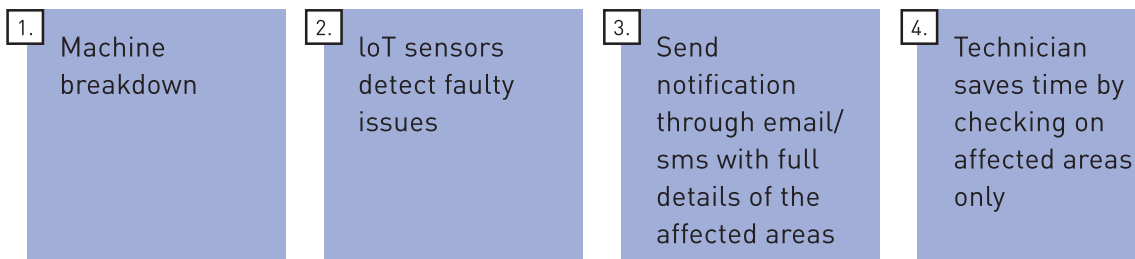 1.
Machine
breakdown
2.
loT sensors
detect faulty
issues
3.
Send
notification
through email/
sms with full
details of the
affected areas
4.
Technician
saves time by
checking on
affected areas
only